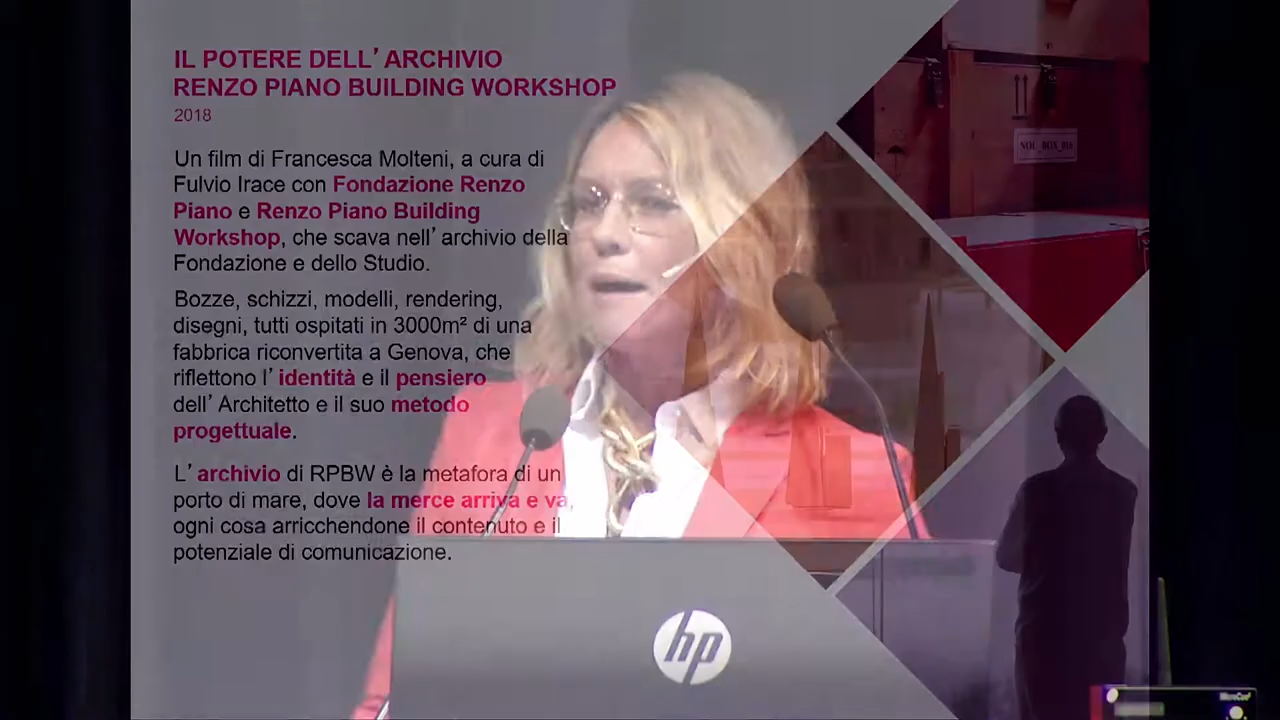 IL POTERE DELL’ ARCHIVIO
RENZO PIANO BUILDING WORKSHOP
2018
Un film di Francesca Molteni, a cura di
Fulvio Irace con Fondazione Renzo
Piano e Renzo Piano Building
Workshop, che scava nell’ archivio della
Fondazione e dello Studio.
Bozze, schizzi, modelli, rendering,
disegni, tutti ospitati in 3000m² di una
fabbrica riconvertita a Genova, che
riflettono l’ identità e il pensiero
dell’ Architetto e il suo metodo
progettuale.
L’ archivio di RPBW è la metafora di un
porto di mare, dove la merce arriva e va,
ogni cosa arricchendone il contenuto e il
potenziale di comunicazione.
hp